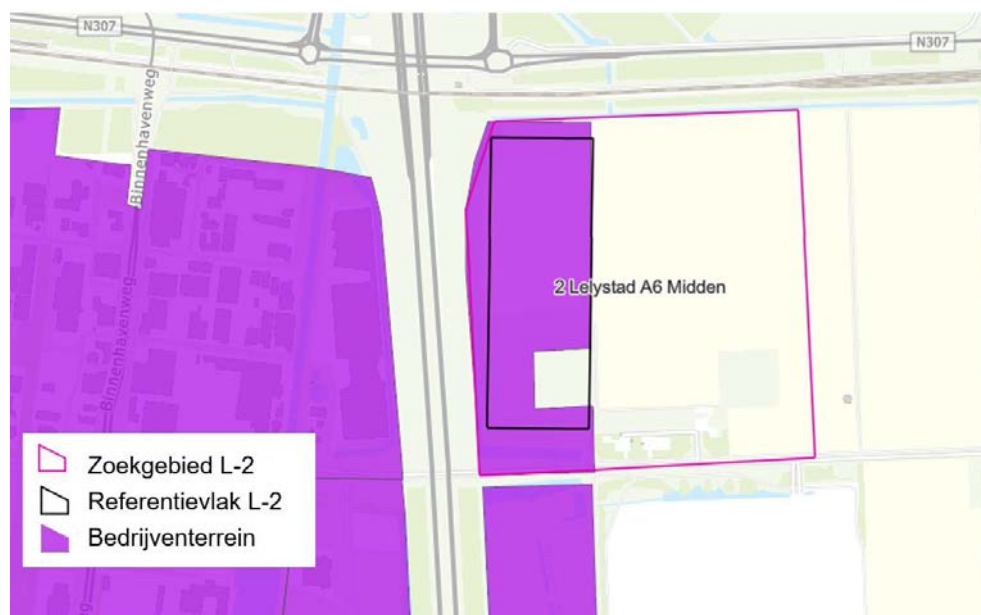 N307
N307
Binnenhavenweg
2 Lelystad A6 Midden
Binnenhavenweg
Zoekgebied L-2
Referentievlak L-2
Bedrijventerrein